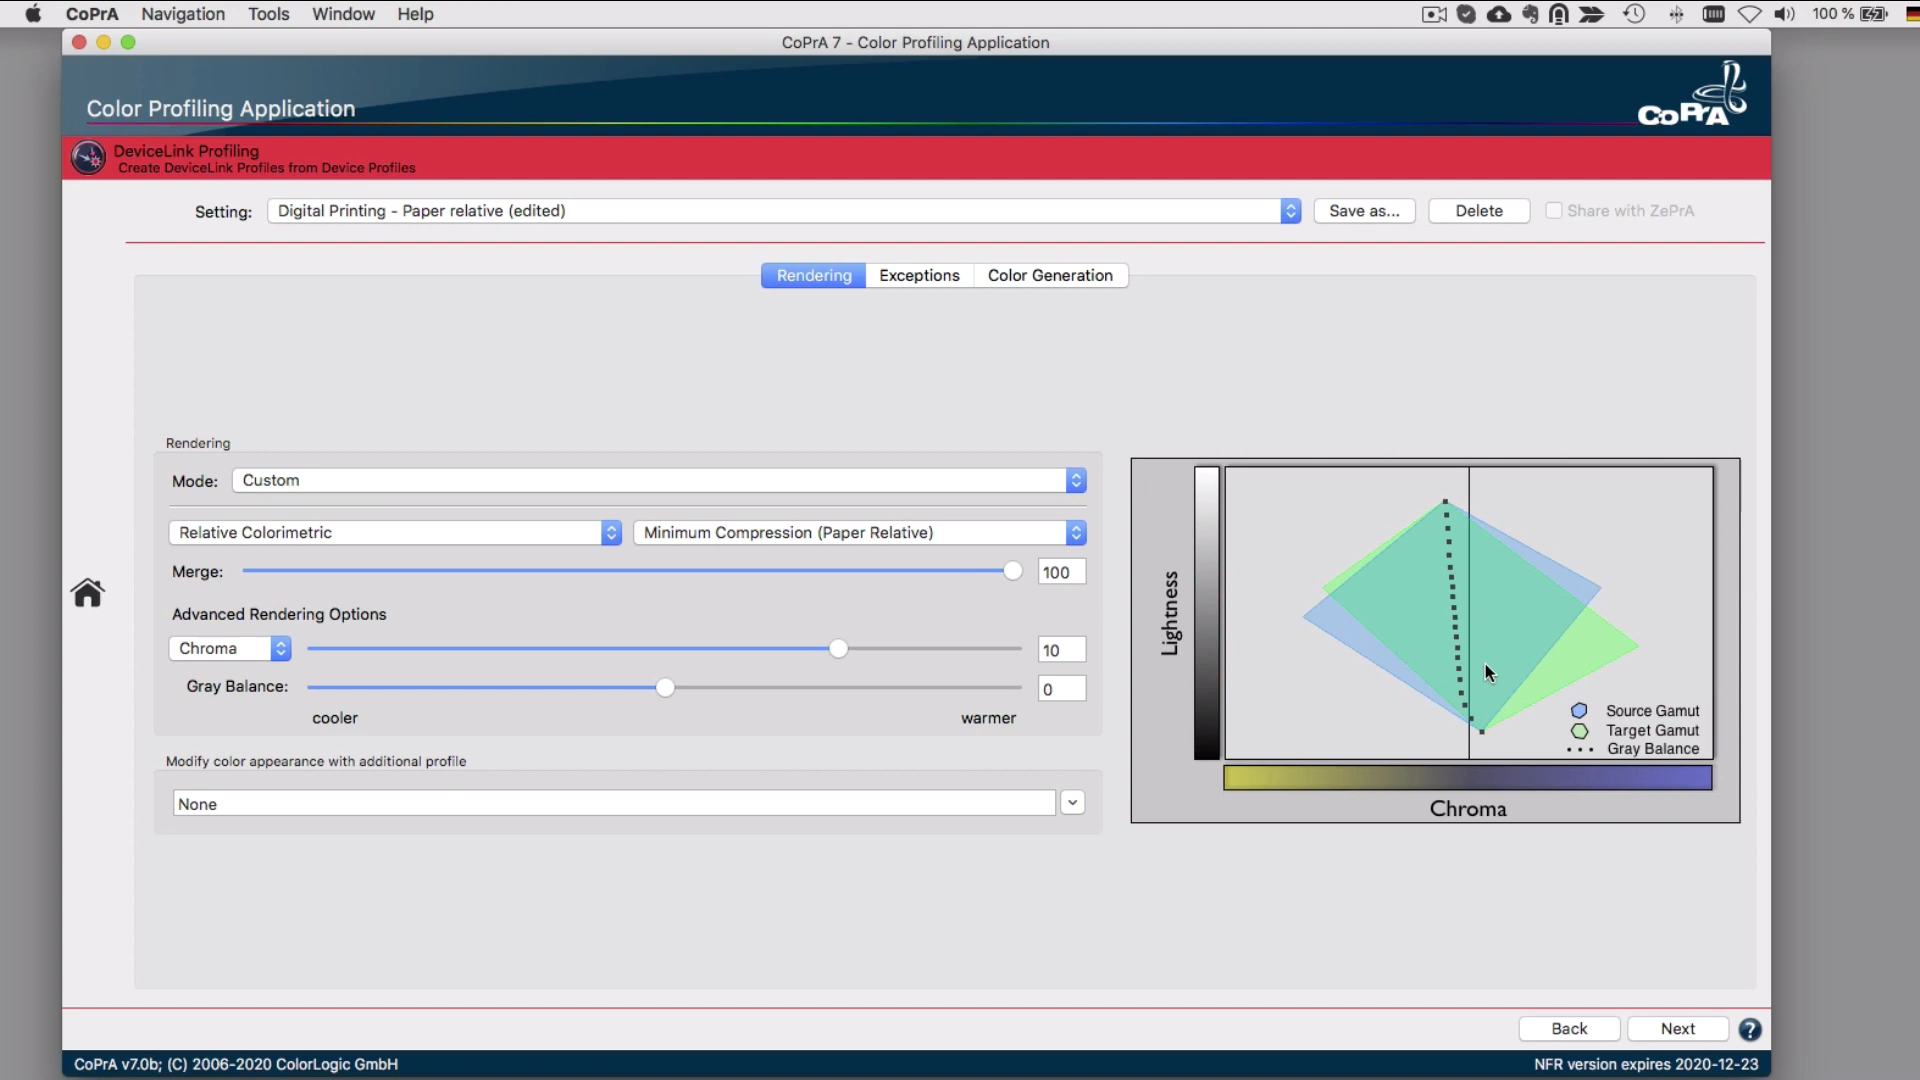 CoPrA Navigation Tools Window Help 100 %
CoPrA 7 - Color Profiling Application
Color Profiling Application
CoPrA
DeviceLink Profiling
Create DeviceLink Profiles from Device Profiles
Setting: Digital Printing - Paper relative (edited) Save as... Delete Share with ZePrA
Rendering Exceptions Color Generation
Rendering
Mode: Custom
Relative Colorimetric Minimum Compression (Paper Relative)
Merge: 100
Advanced Rendering Options
Chroma 10
Gray Balance: 0
cooler warmer
Modify color appearance with additional profile
None
Lightness
Source Gamut
Target Gamut
Gray Balance
Chroma
Back Next ?
CoPrA v7.0b; (C) 2006-2020 ColorLogic GmbH NFR version expires 2020-12-23